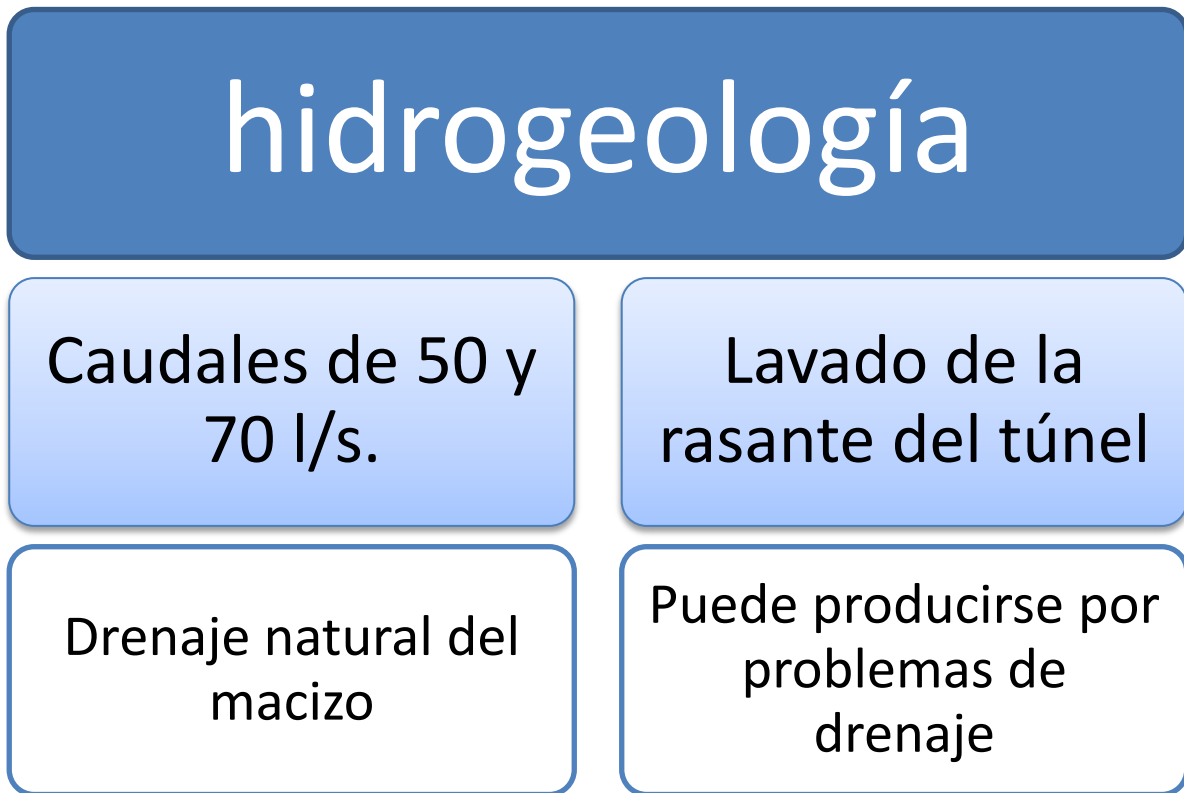 hidrogeología
Caudales de 50 y
70 l/s.
Lavado de la
rasante del túnel
Drenaje natural del
macizo
Puede producirse por
problemas de
drenaje